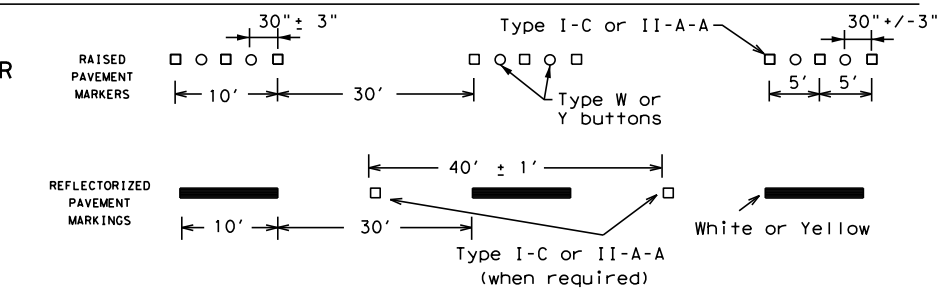 30"± 3"
Type I-C or II-A-A
30"+/-3"
R
RAISED
PAVEMENT
MARKERS
10'
30'
Type W or
Y buttons
5'
5'
40' ± 1'
REFLECTORIZED
PAVEMENT
MARKINGS
10'
30'
White or Yellow
Type I-C or II-A-A
(when required)